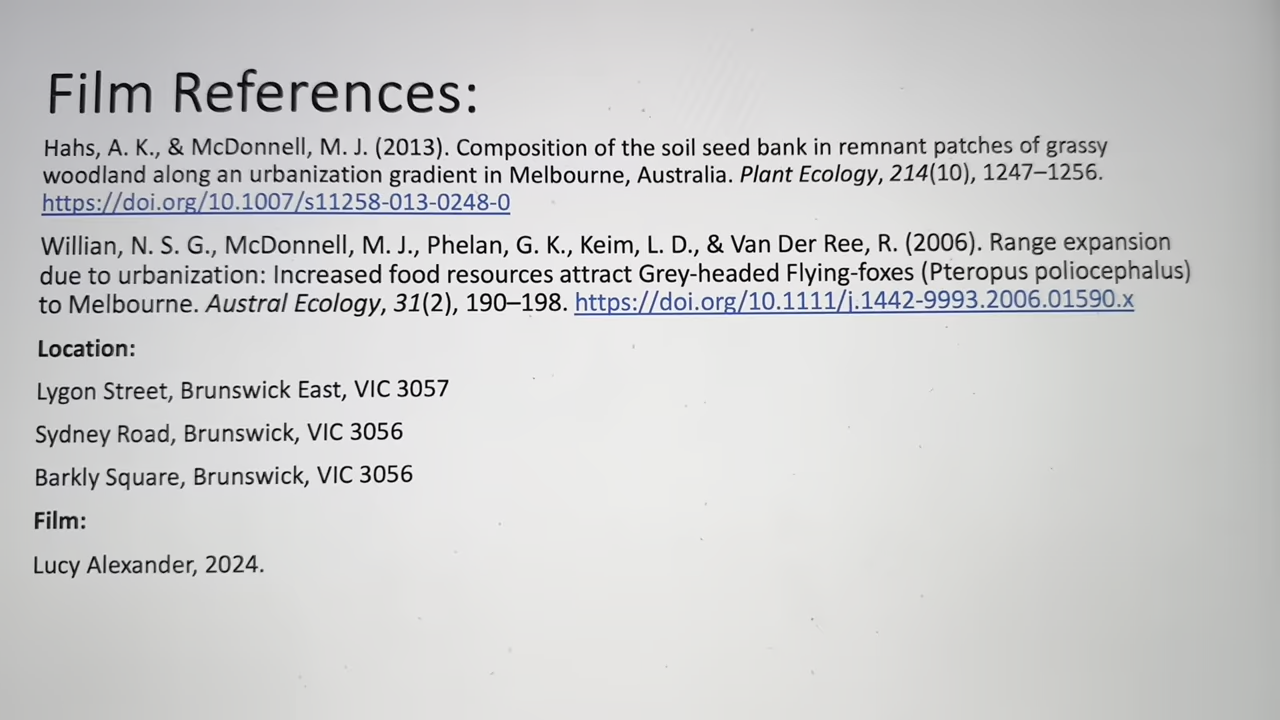 Film References:
Hahs, A. K., & McDonnell, M. J. (2013). Composition of the soil seed bank in remnant patches of grassy
woodland along an urbanization gradient in Melbourne, Australia. Plant Ecology, 214(10), 1247–1256.
https://doi.org/10.1007/s11258-013-0248-0
Willian, N. S. G., McDonnell, M. J., Phelan, G. K., Keim, L. D., & Van Der Ree, R. (2006). Range expansion
due to urbanization: Increased food resources attract Grey-headed Flying-foxes (Pteropus poliocephalus)
to Melbourne. Austral Ecology, 31(2), 190–198. https://doi.org/10.1111/j.1442-9993.2006.01590.x
Location:
Lygon Street, Brunswick East, VIC 3057
Sydney Road, Brunswick, VIC 3056
Barkly Square, Brunswick, VIC 3056
Film:
Lucy Alexander, 2024.